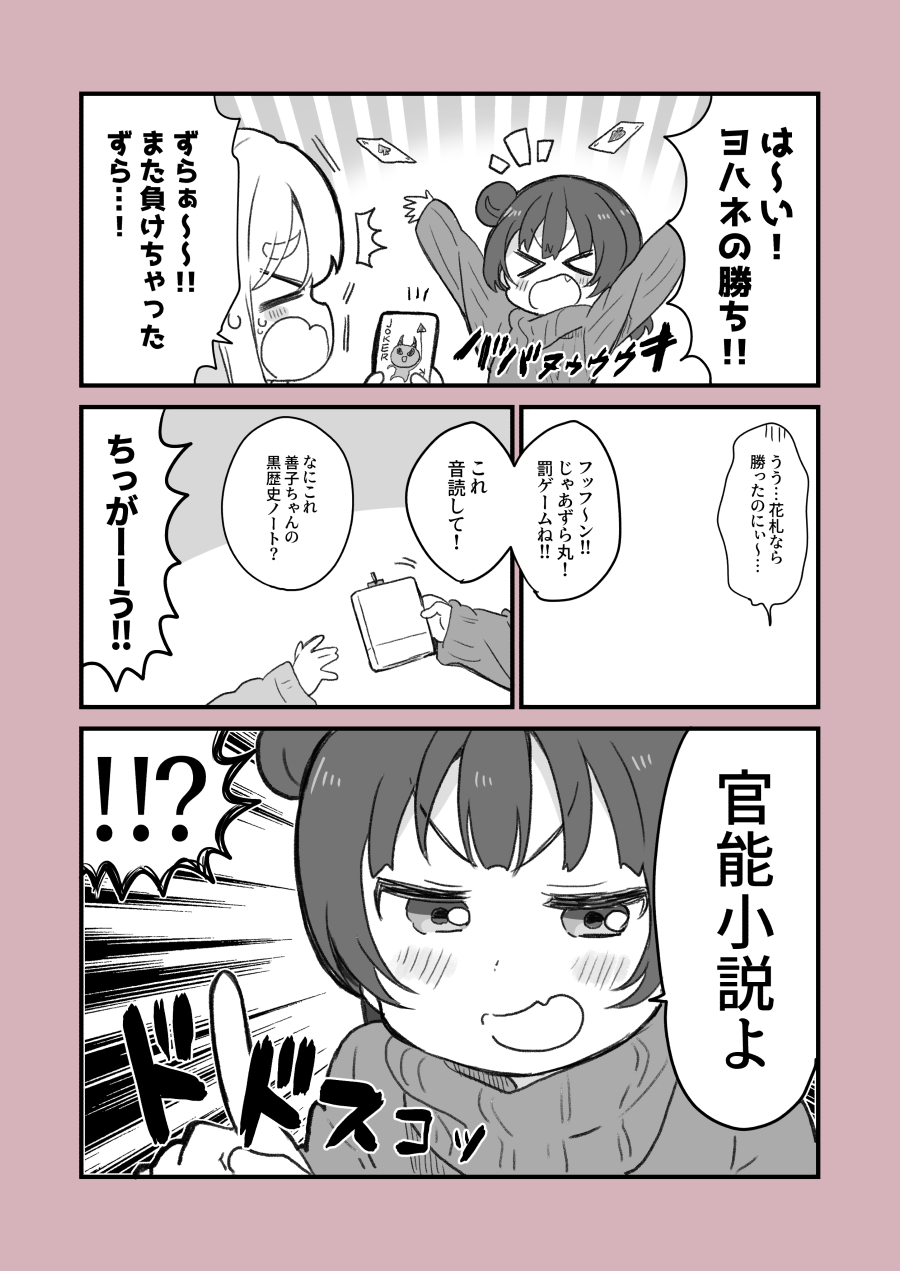 は～い！
ヨハネの勝ち!!
バババヌゥゥゥゥキ
JOKER
ずらぁ～～!!
また負けちゃった
ずら…！
うう…花札なら
勝ったのにぃ～…
フッフ～ン!!
じゃあずら丸！
罰ゲームね!!
これ
音読して！
なにこれ
善子ちゃんの
黒歴史ノート？
ちっがーーう!!
官能小説よ
!!?
ドドスコッ